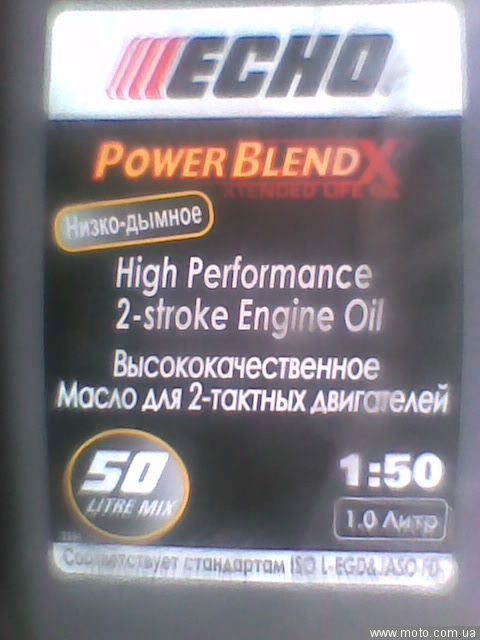 ECHO
POWER BLEND X
XTENDED LIFE OIL
Низко-дымное
High Performance
2-stroke Engine Oil
Высококачественное
Масло для 2-тактных двигателей
50
LITRE MIX
1:50
1.0 Литр
Соответствует стандартам ISO L-EGD & JASO FD
www.moto.com.ua